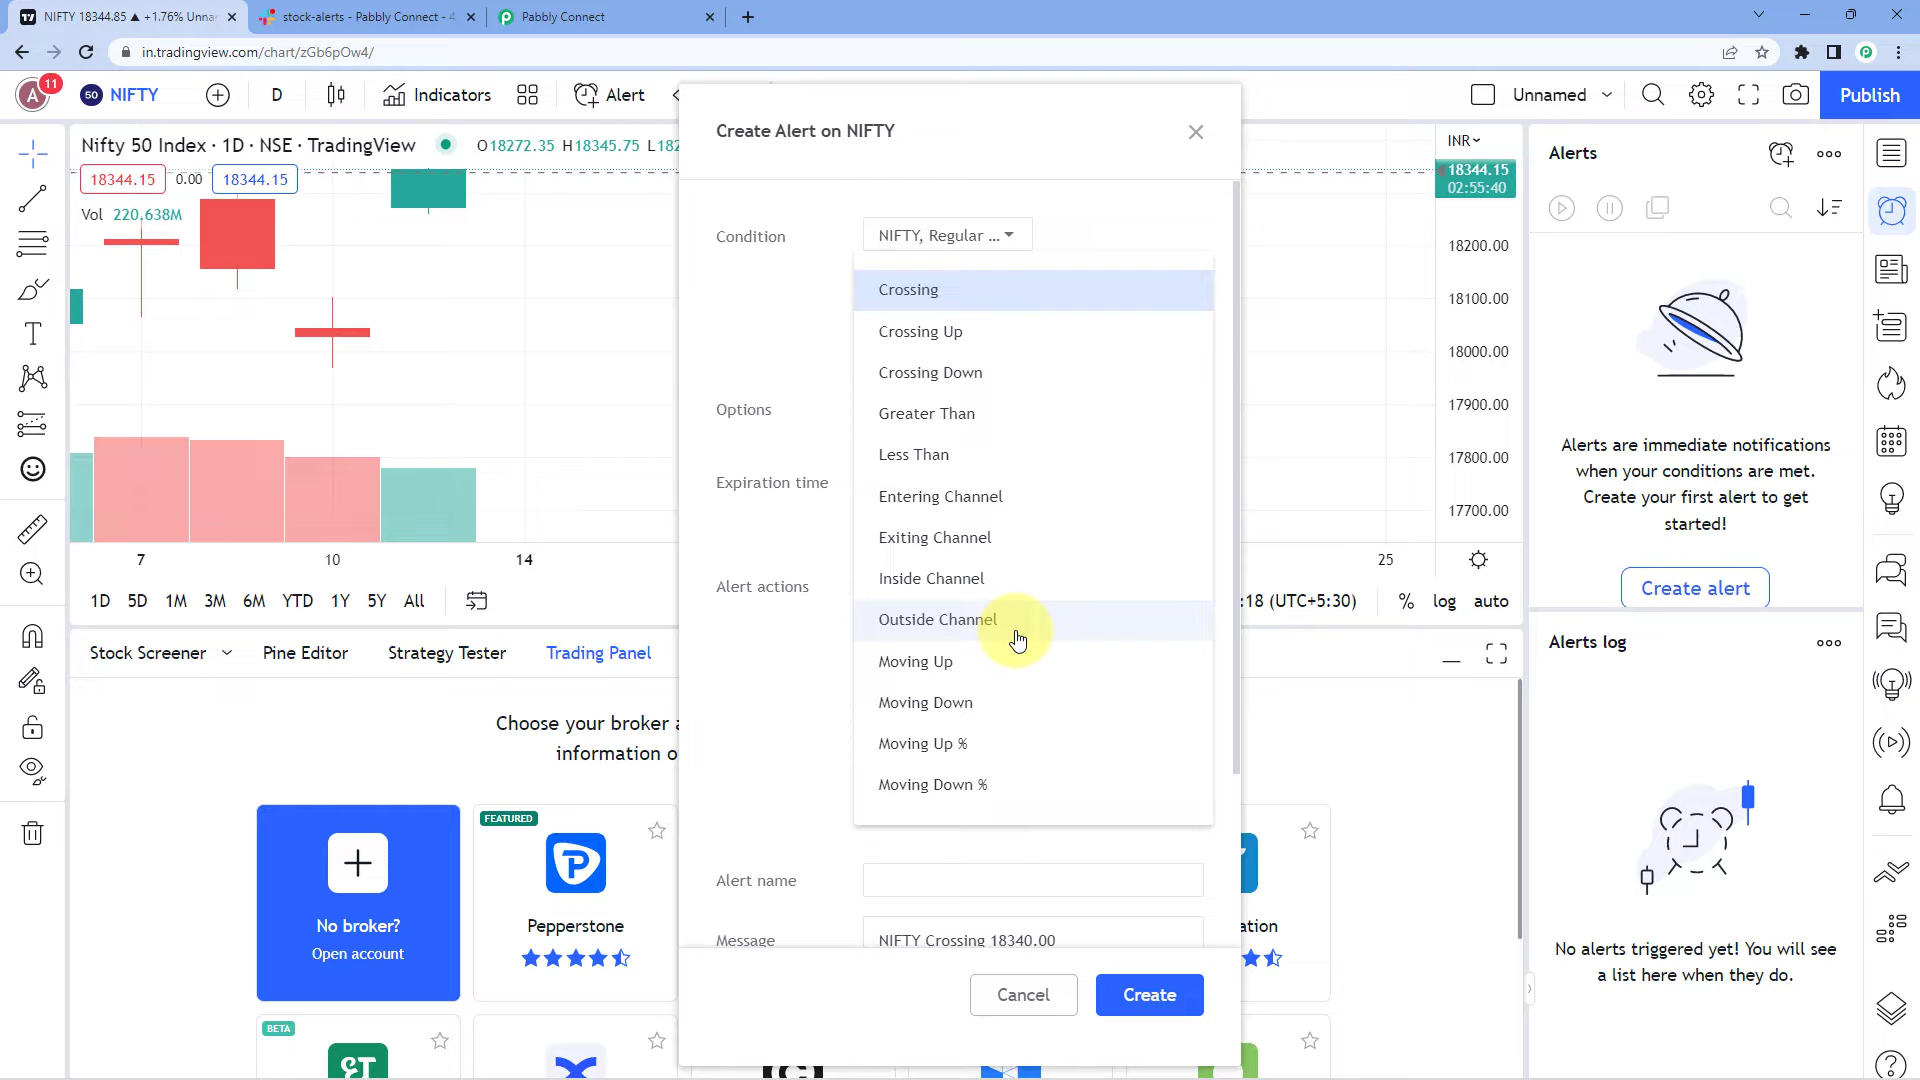 NIFTY 18344.85 ▲ +1.76% Unnar
stock-alerts - Pabbly Connect - 4
Pabbly Connect
in.tradingview.com/chart/zGb6pOw4/
A
11
50 NIFTY
D
Indicators
Alert
Unnamed
Publish
Nifty 50 Index · 1D · NSE · TradingView
O18272.35 H18345.75 L182
18344.15
0.00
18344.15
Vol 220.638M
INR
18344.15
02:55:40
18200.00
18100.00
18000.00
17900.00
17800.00
17700.00
7
10
14
25
1D 5D 1M 3M 6M YTD 1Y 5Y All
:18 (UTC+5:30)
% log auto
Stock Screener
Pine Editor
Strategy Tester
Trading Panel
Choose your broker a
information o
No broker?
Open account
FEATURED
Pepperstone
BETA
ation
Create Alert on NIFTY
Condition
NIFTY, Regular ...
Crossing
Crossing Up
Crossing Down
Greater Than
Less Than
Entering Channel
Exiting Channel
Inside Channel
Outside Channel
Moving Up
Moving Down
Moving Up %
Moving Down %
Options
Expiration time
Alert actions
Alert name
Message
NIFTY Crossing 18340.00
Cancel
Create
Alerts
Alerts are immediate notifications
when your conditions are met.
Create your first alert to get
started!
Create alert
Alerts log
No alerts triggered yet! You will see
a list here when they do.